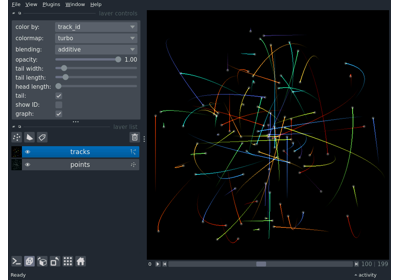 File View Plugins Window Help
layer controls
color by: track_id
colormap: turbo
blending: additive
opacity: 1.00
tail width:
tail length:
head length:
tail:
show ID:
graph:
layer list
tracks
points
100 199
Ready
activity